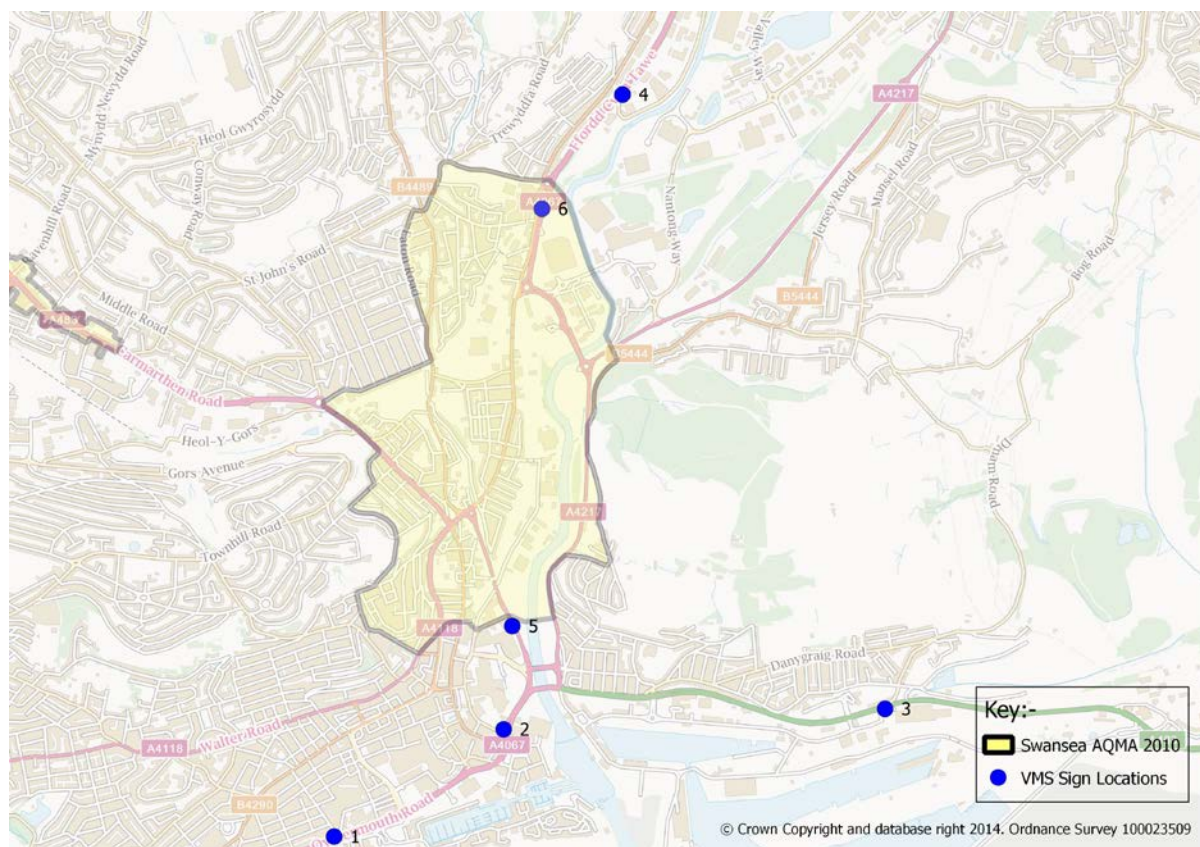 Mynydd Newydd Road
Heol Gwyrosydd
Conway Road
Trewyddfa Road
Ffordd Cwm Tawe
4
Valley Way
A4217
B4489
6
Nantong Way
Jersey Road
Mansel Road
Bog Road
St John's Road
Middle Road
B5444
B5444
Carmarthen Road
Heol-Y-Gors
Gors Avenue
Townhill Road
A4217
Dinam Road
A4118
5
Danygraig Road
2
A4067
3
A4118
Walter Road
B4290
1
Key:-
Swansea AQMA 2010
VMS Sign Locations
© Crown Copyright and database right 2014. Ordnance Survey 100023509